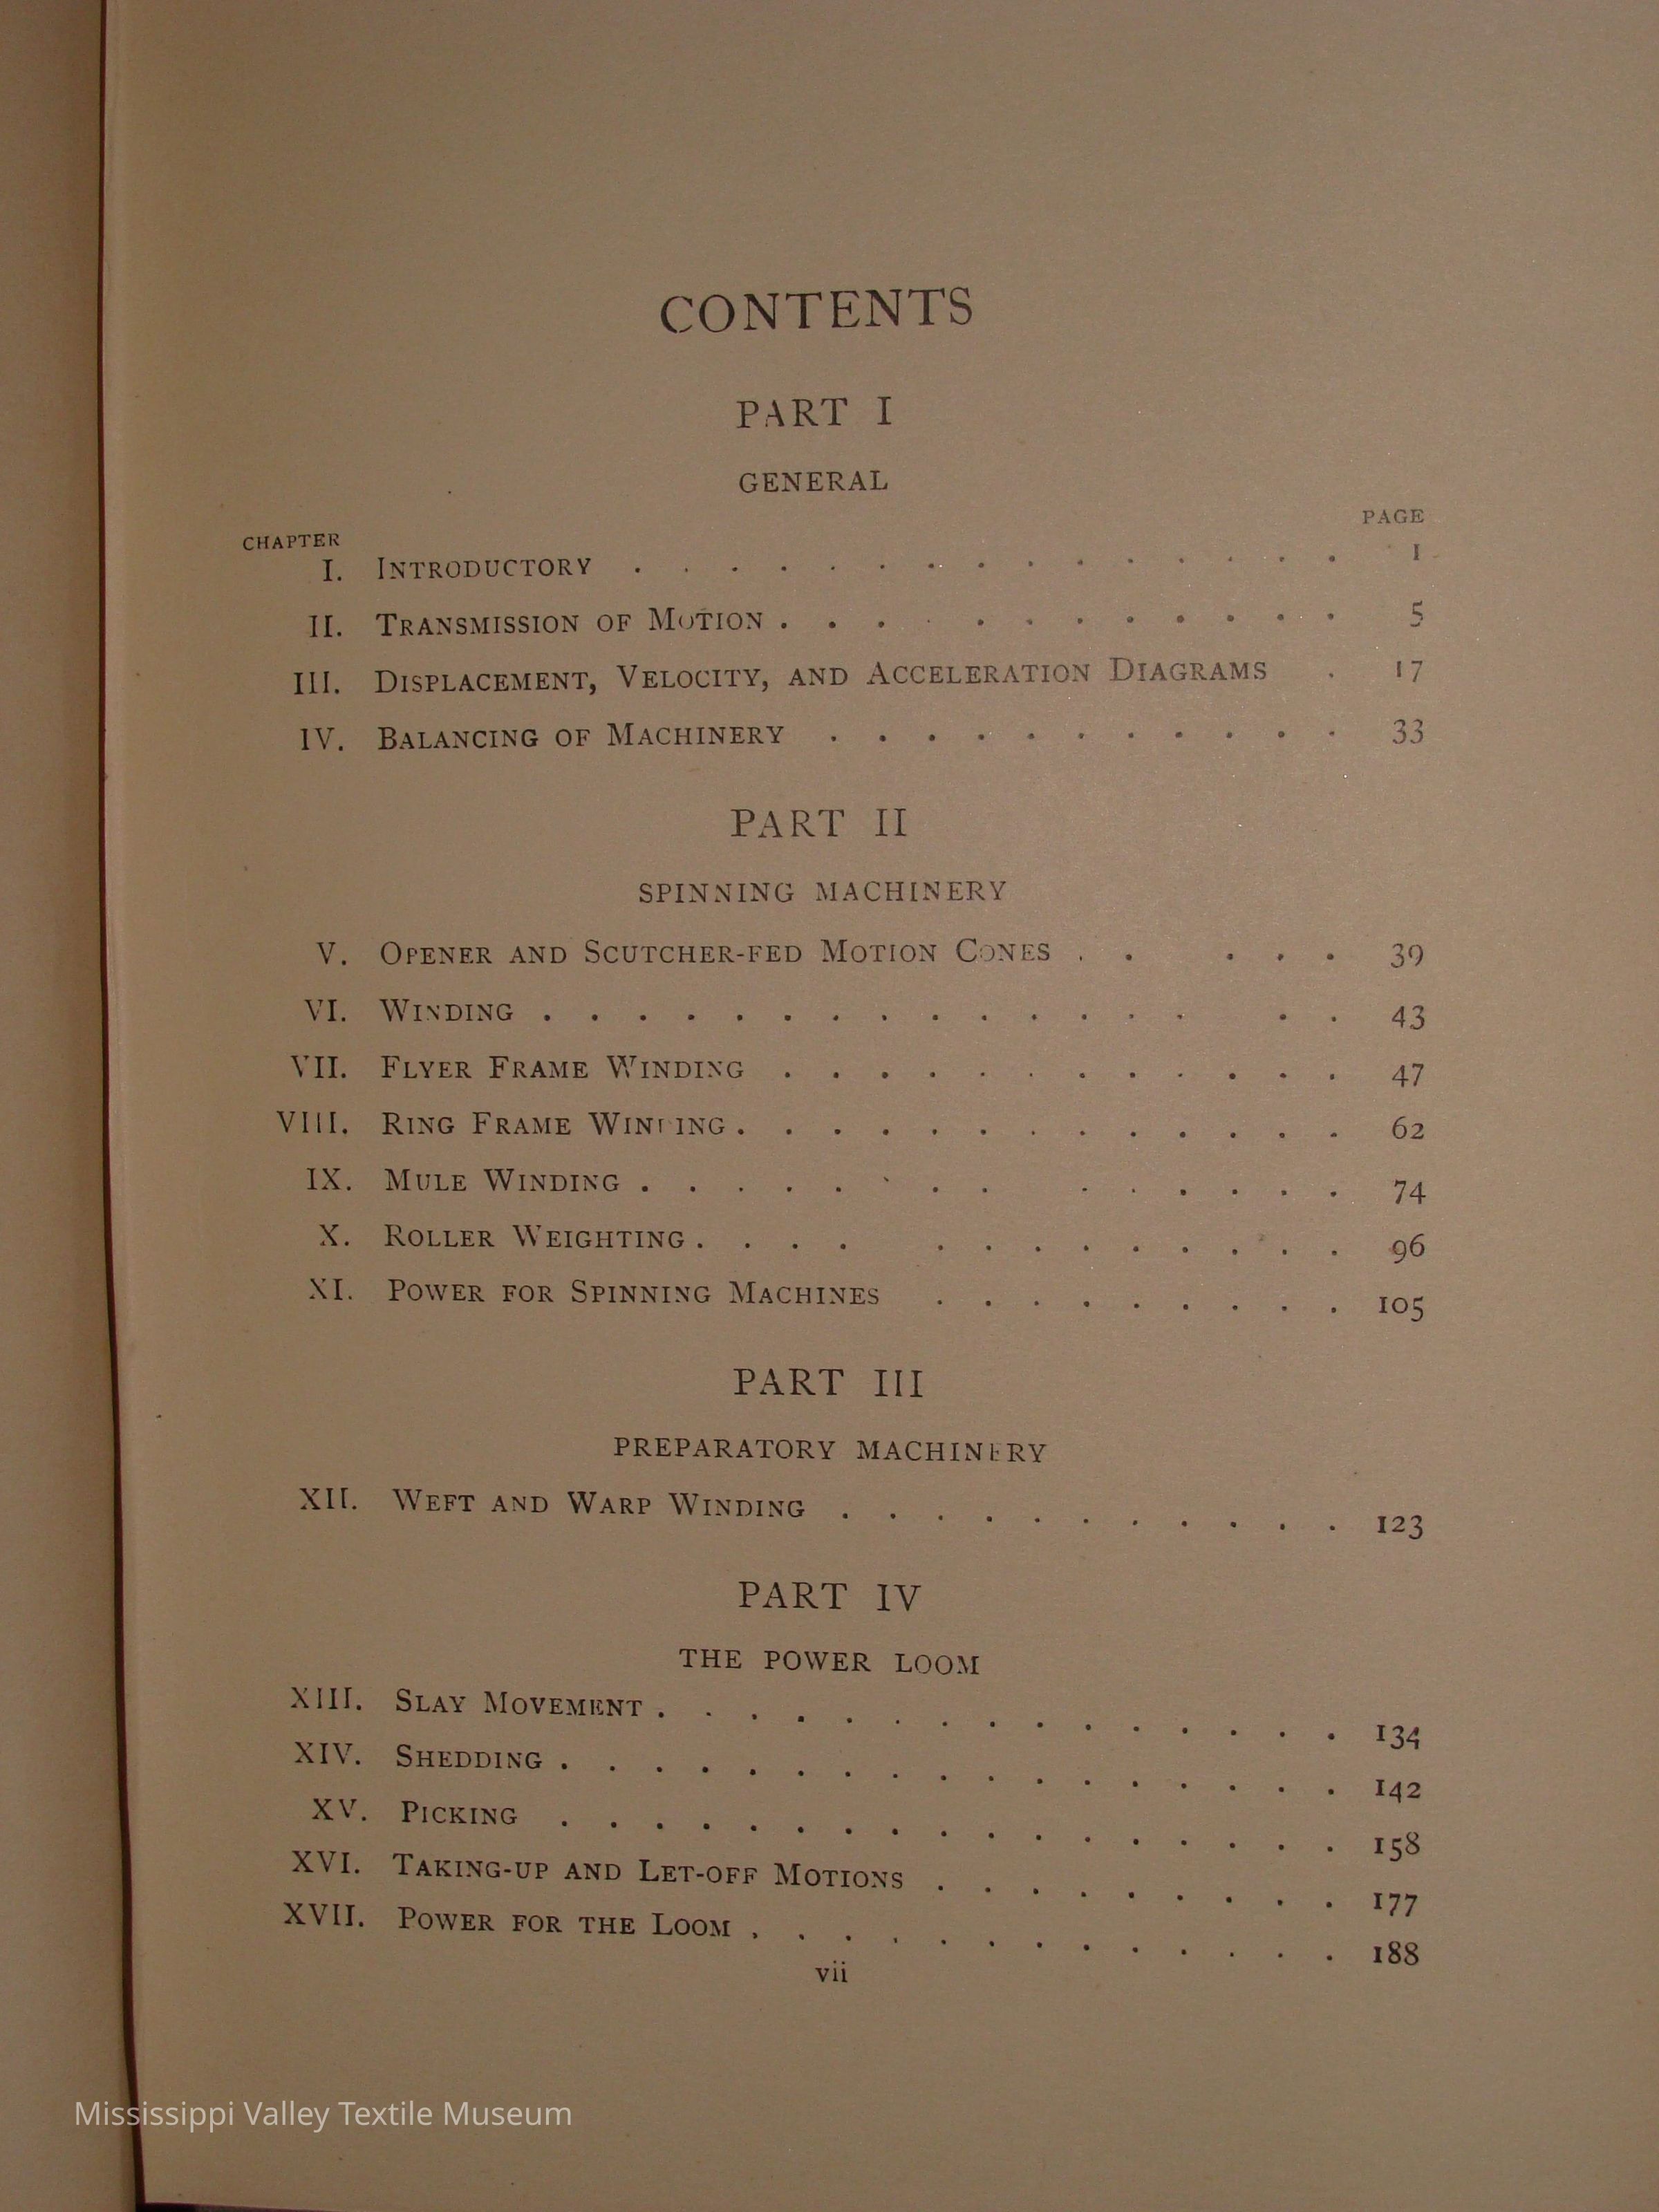 CONTENTS
PART I
GENERAL
CHAPTER PAGE
I. INTRODUCTORY . . . . . . . . . . . . . . . 1
II. TRANSMISSION OF MOTION . . . . . . . . . . . . 5
III. DISPLACEMENT, VELOCITY, AND ACCELERATION DIAGRAMS . 17
IV. BALANCING OF MACHINERY . . . . . . . . . . . 33
PART II
SPINNING MACHINERY
V. OPENER AND SCUTCHER-FED MOTION CONES . . . . . 39
VI. WINDING . . . . . . . . . . . . . . . . 43
VII. FLYER FRAME WINDING . . . . . . . . . . . . 47
VIII. RING FRAME WINDING . . . . . . . . . . . . . 62
IX. MULE WINDING . . . . . . . . . . . . . . 74
X. ROLLER WEIGHTING . . . . . . . . . . . . . 96
XI. POWER FOR SPINNING MACHINES . . . . . . . . . 105
PART III
PREPARATORY MACHINERY
XII. WEFT AND WARP WINDING . . . . . . . . . . . 123
PART IV
THE POWER LOOM
XIII. SLAY MOVEMENT . . . . . . . . . . . . . . . 134
XIV. SHEDDING . . . . . . . . . . . . . . . . . 142
XV. PICKING . . . . . . . . . . . . . . . . . 158
XVI. TAKING-UP AND LET-OFF MOTIONS . . . . . . . . . 177
XVII. POWER FOR THE LOOM . . . . . . . . . . . . . 188
vii
Mississippi Valley Textile Museum